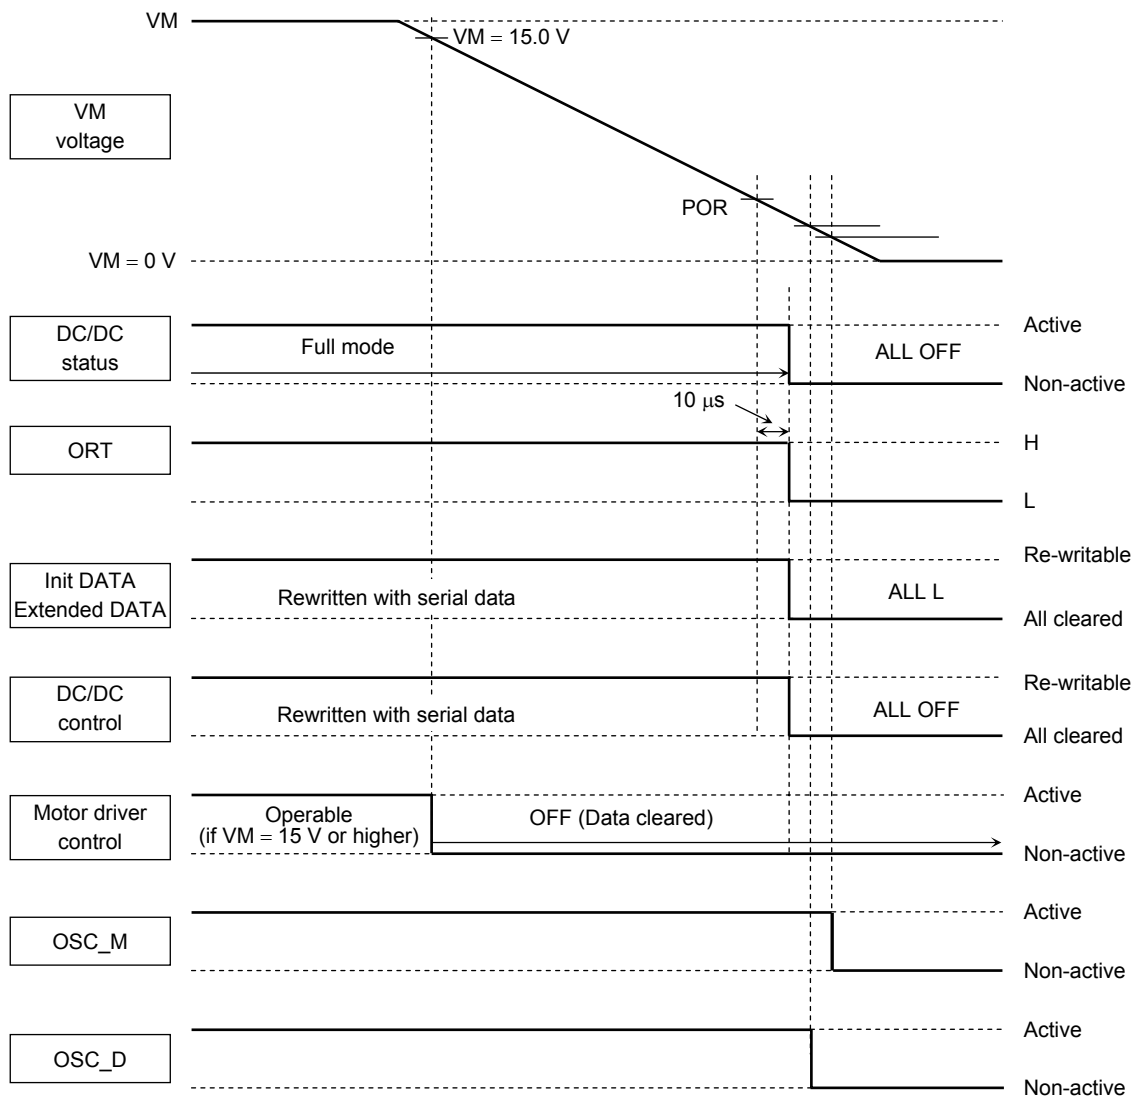 VM
VM = 15.0 V
VM
voltage
POR
VM = 0 V
DC/DC
status
Full mode
ALL OFF
Active
Non-active
10 μs
ORT
H
L
Init DATA
Extended DATA
Rewritten with serial data
ALL L
Re-writable
All cleared
DC/DC
control
Rewritten with serial data
ALL OFF
Re-writable
All cleared
Motor driver
control
Operable
(if VM = 15 V or higher)
OFF (Data cleared)
Active
Non-active
OSC_M
Active
Non-active
OSC_D
Active
Non-active